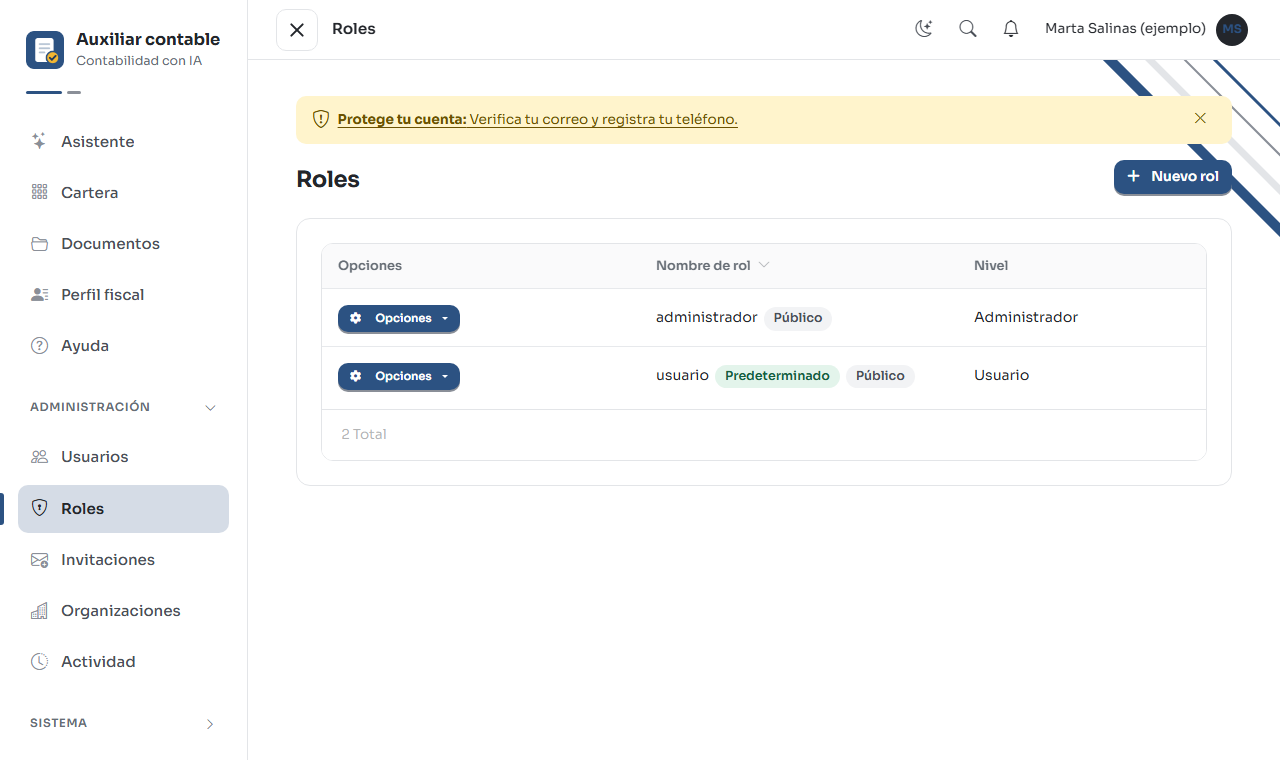 Auxiliar contable
Contabilidad con IA
Asistente
Cartera
Documentos
Perfil fiscal
Ayuda
ADMINISTRACIÓN
Usuarios
Roles
Invitaciones
Organizaciones
Actividad
SISTEMA
Roles
Marta Salinas (ejemplo)
MS
Protege tu cuenta: Verifica tu correo y registra tu teléfono.
Roles
Nuevo rol
Opciones Nombre de rol Nivel
Opciones administrador Público Administrador
Opciones usuario Predeterminado Público Usuario
2 Total